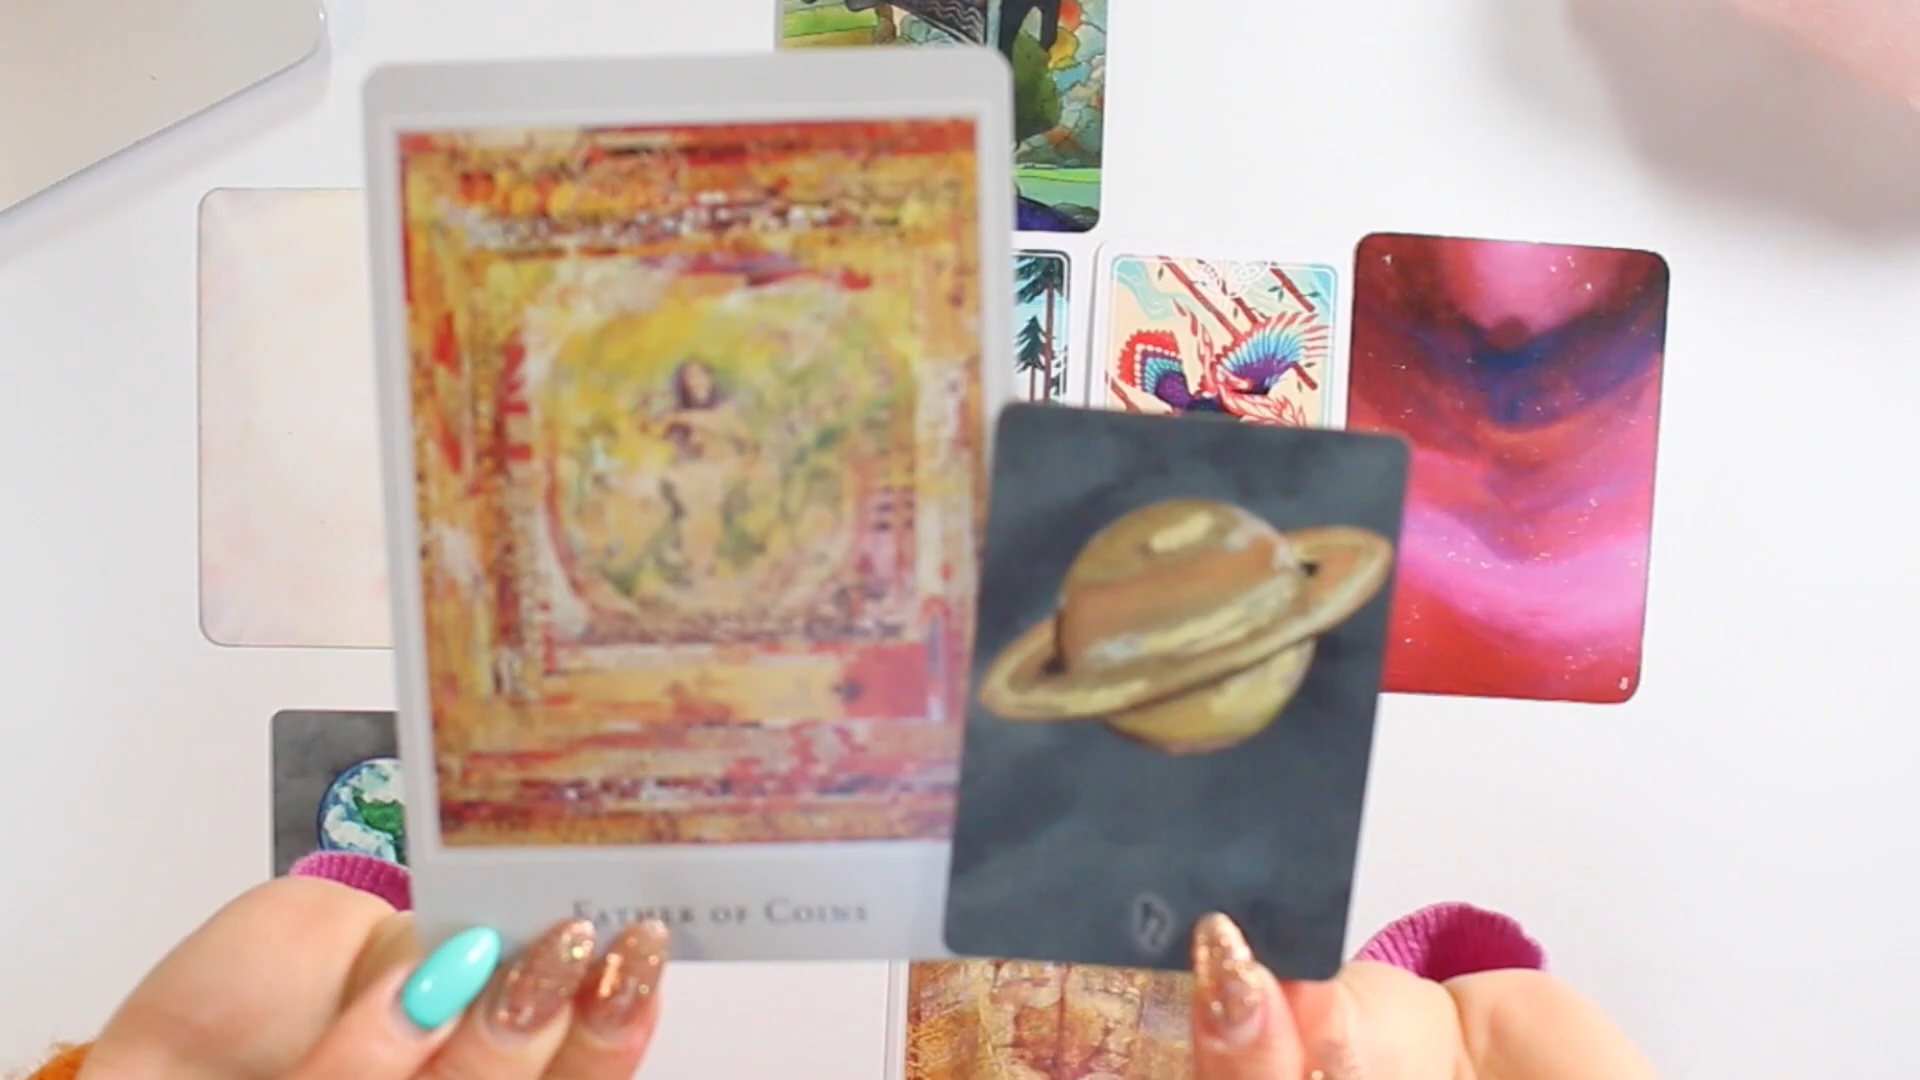 Father of Coins
♄